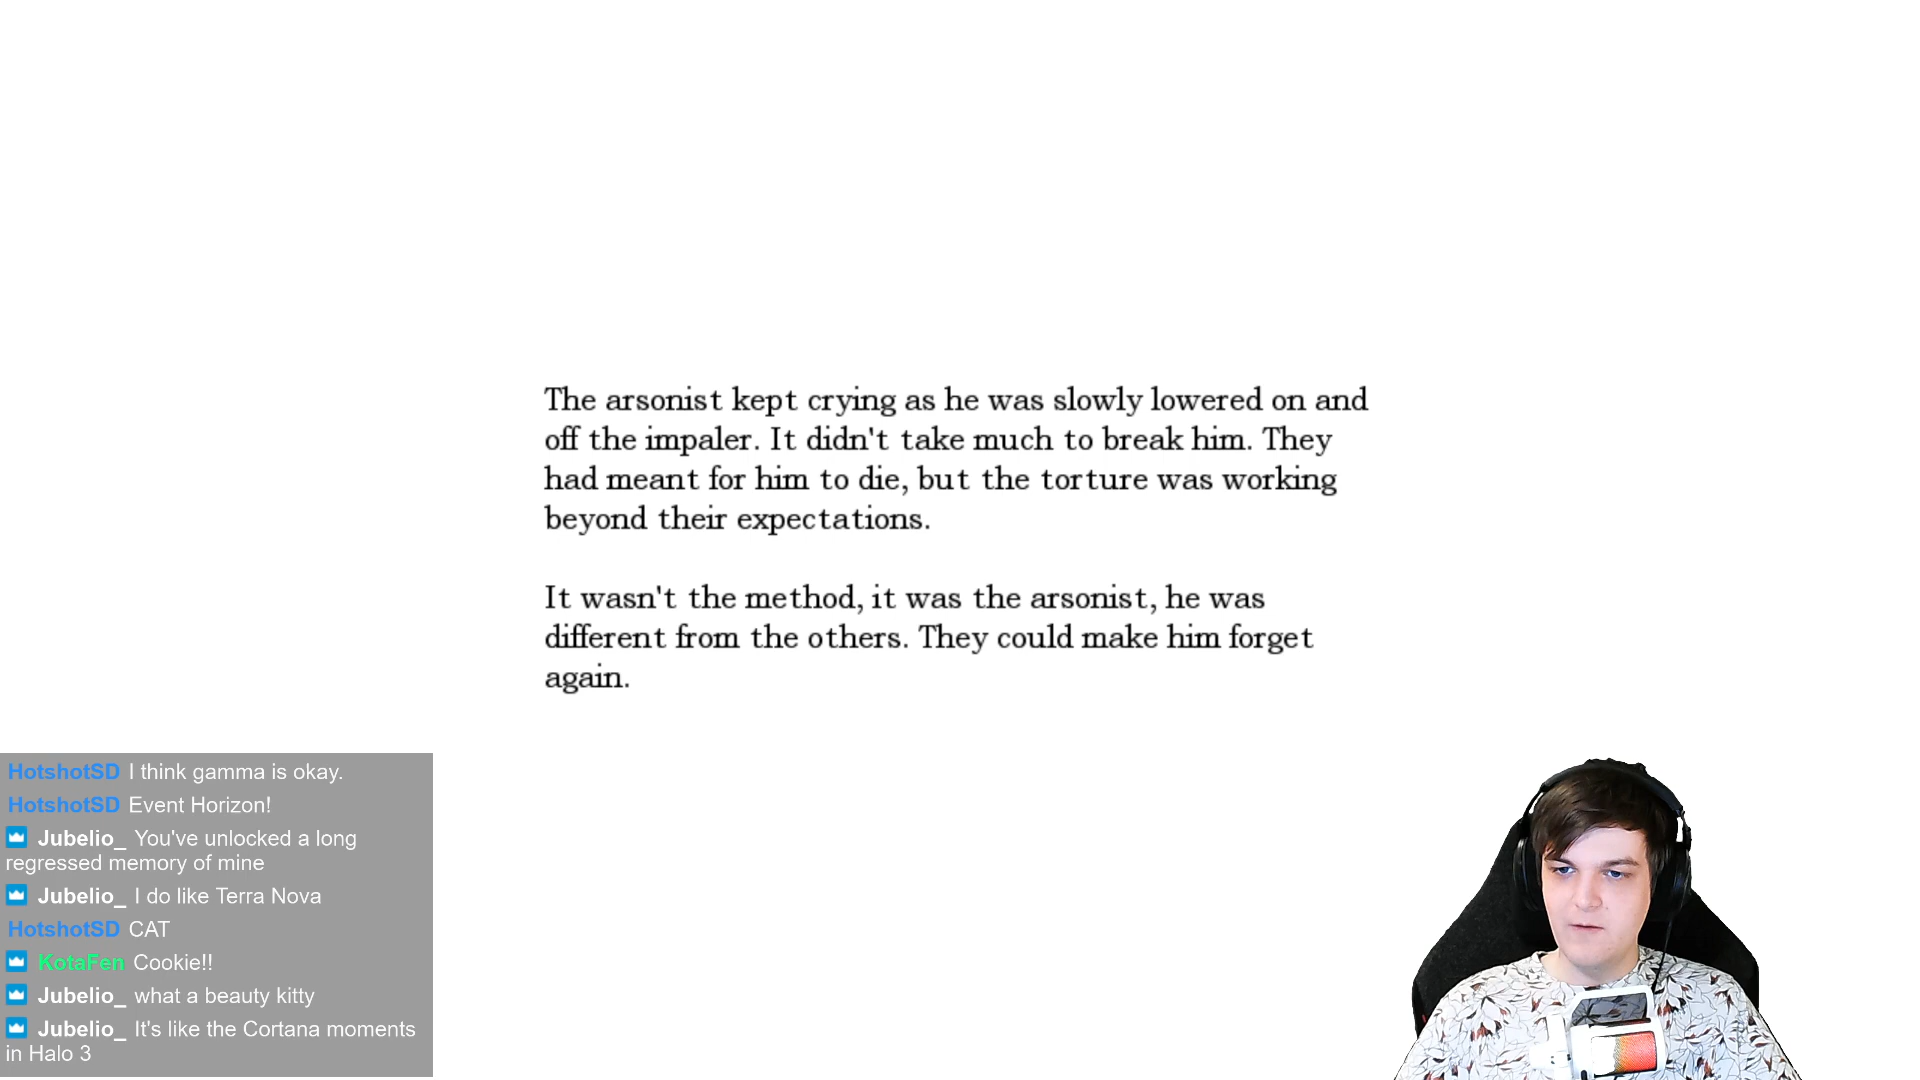 The arsonist kept crying as he was slowly lowered on and
off the impaler. It didn't take much to break him. They
had meant for him to die, but the torture was working
beyond their expectations.
It wasn't the method, it was the arsonist, he was
different from the others. They could make him forget
again.
HotshotSD I think gamma is okay.
HotshotSD Event Horizon!
Jubelio_ You've unlocked a long
regressed memory of mine
Jubelio_ I do like Terra Nova
HotshotSD CAT
KotaFen Cookie!!
Jubelio_ what a beauty kitty
Jubelio_ It's like the Cortana moments
in Halo 3